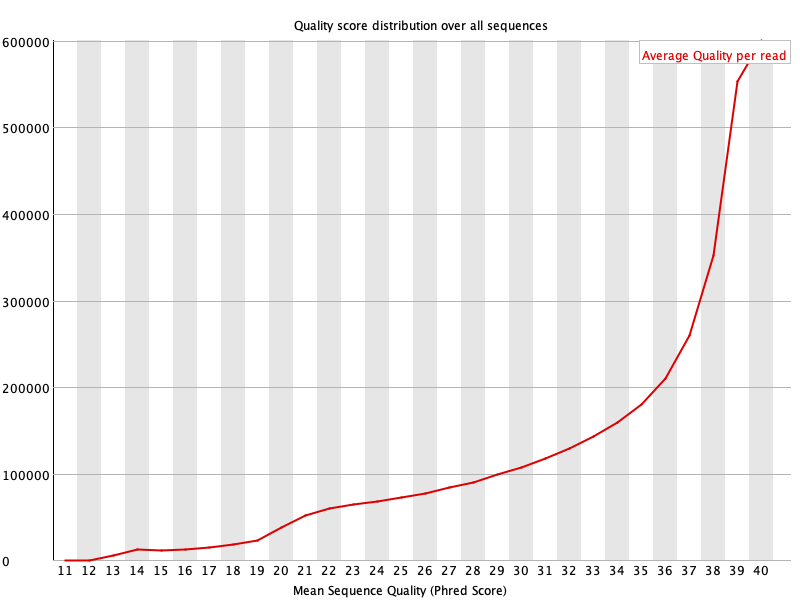 Quality score distribution over all sequences
Average Quality per read
600000
500000
400000
300000
200000
100000
0
11 12 13 14 15 16 17 18 19 20 21 22 23 24 25 26 27 28 29 30 31 32 33 34 35 36 37 38 39 40
Mean Sequence Quality (Phred Score)